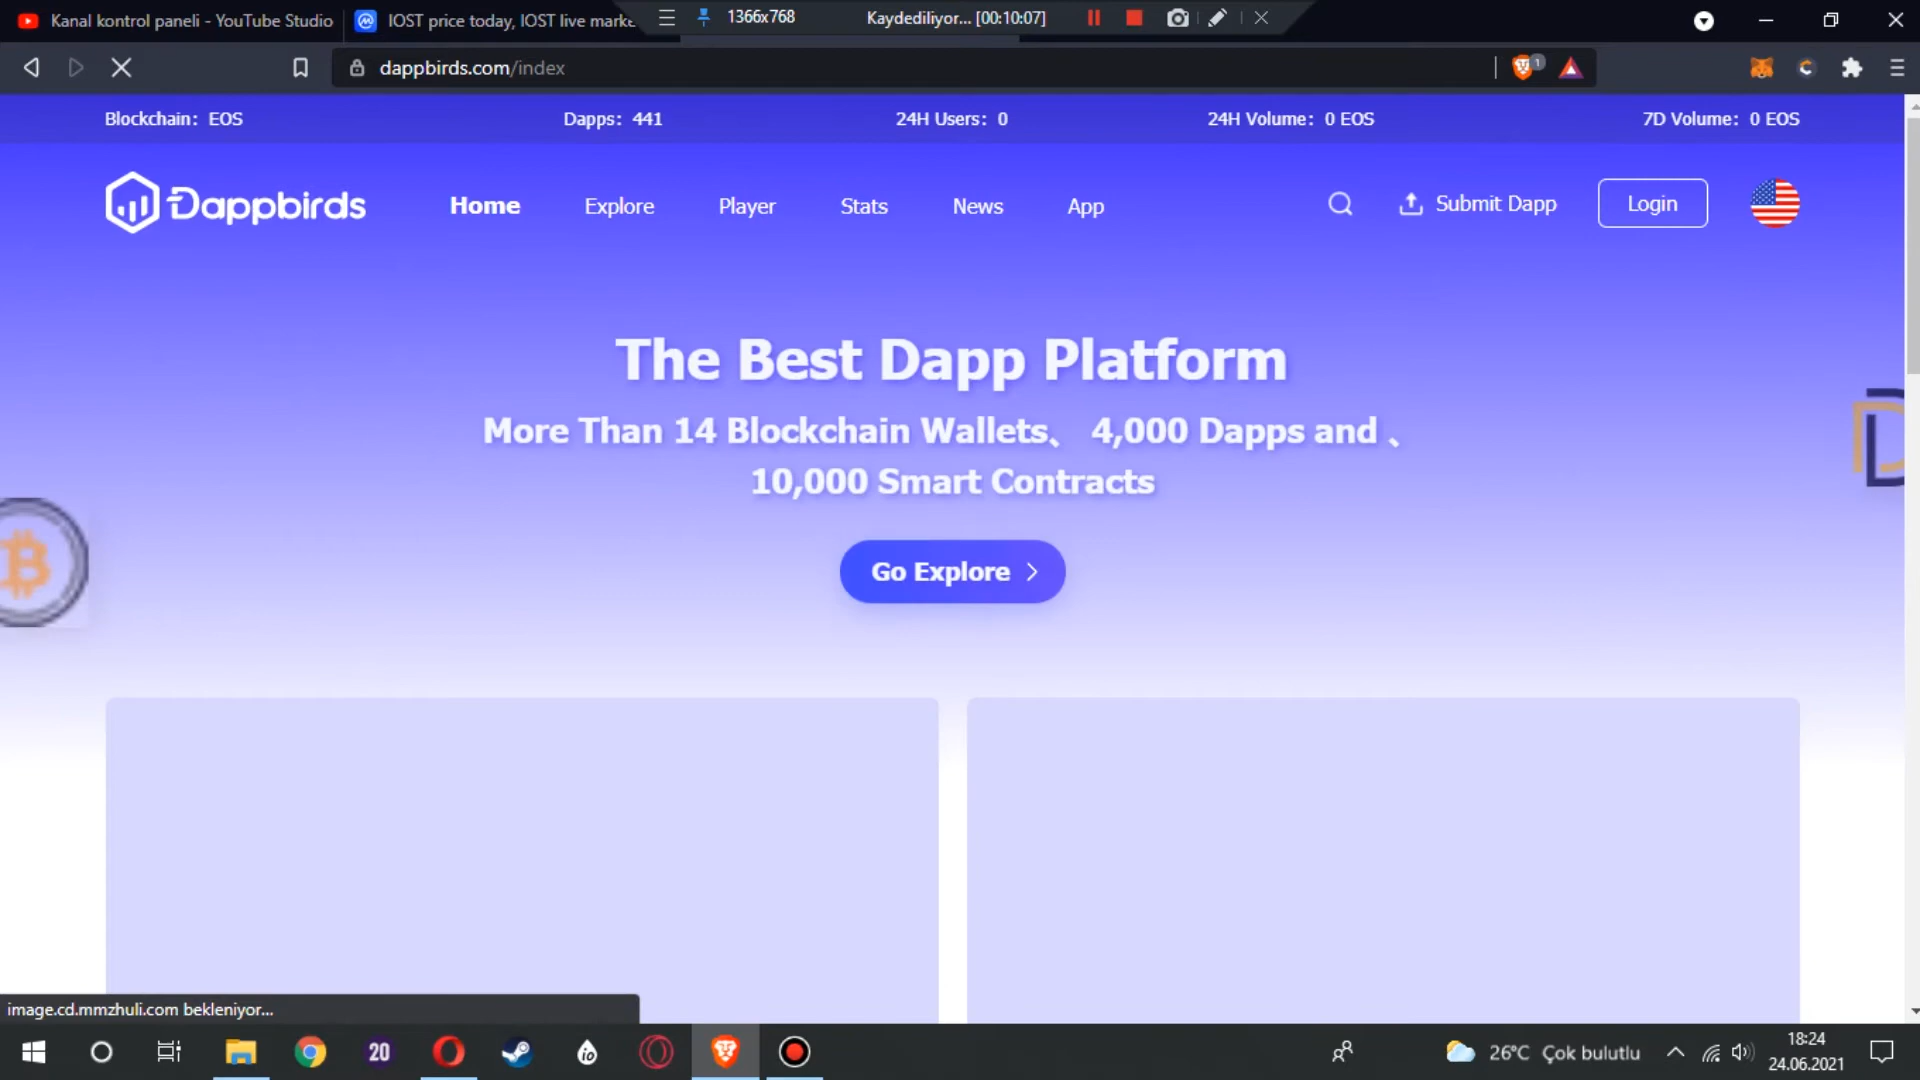 Kanal kontrol paneli - YouTube Studio
IOST price today, IOST live marke
1366x768
Kaydediliyor... [00:10:07]
dappbirds.com/index
1
Blockchain: EOS
Dapps: 441
24H Users: 0
24H Volume: 0 EOS
7D Volume: 0 EOS
Dappbirds
Home
Explore
Player
Stats
News
App
Submit Dapp
Login
The Best Dapp Platform
More Than 14 Blockchain Wallets、 4,000 Dapps and 、
10,000 Smart Contracts
Go Explore
image.cd.mmzhuli.com bekleniyor...
20
io
26°C Çok bulutlu
18:24
24.06.2021